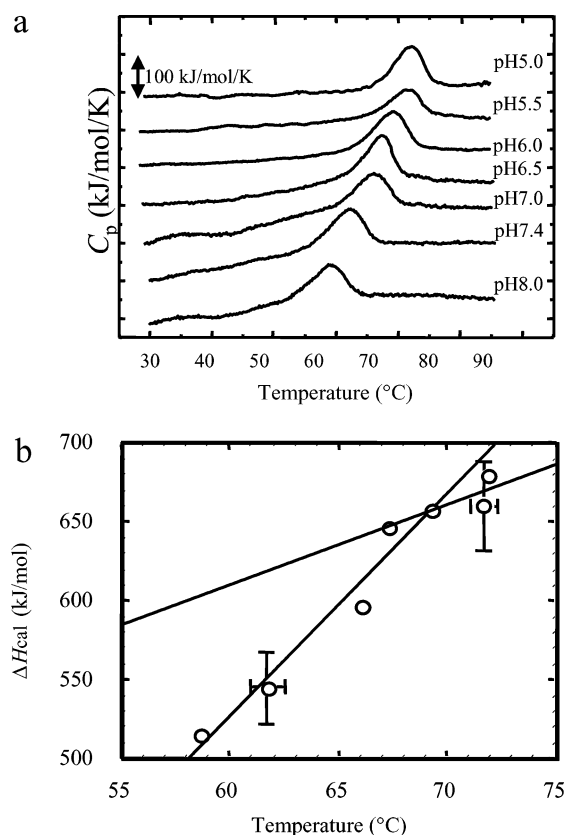 a
100 kJ/mol/K
pH5.0
pH5.5
pH6.0
pH6.5
pH7.0
pH7.4
pH8.0
Cp (kJ/mol/K)
30 40 50 60 70 80 90
Temperature (°C)
b
700
650
600
550
500
ΔHcal (kJ/mol)
55 60 65 70 75
Temperature (°C)